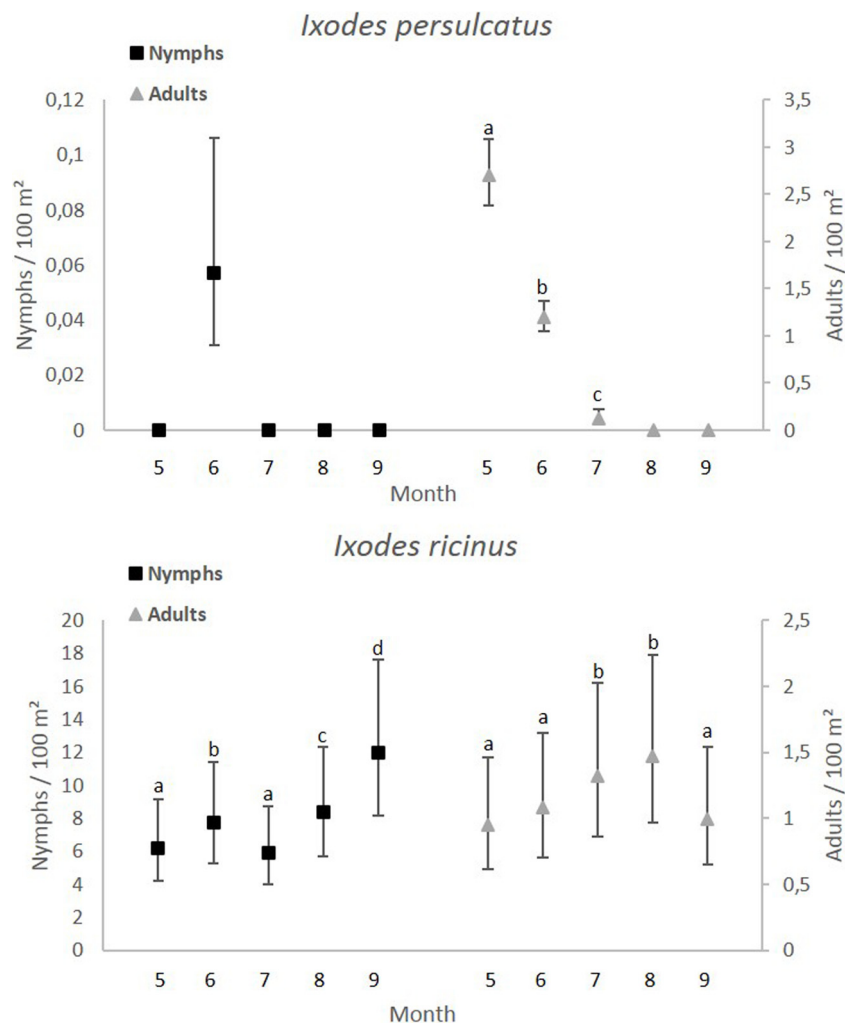 Ixodes persulcatus
Nymphs
Adults
Nymphs / 100 m²
0,12
0,1
0,08
0,06
0,04
0,02
0
a
b
c
3,5
3
2,5
2
1,5
1
0,5
0
Adults / 100 m²
5 6 7 8 9 5 6 7 8 9
Month
Ixodes ricinus
Nymphs
Adults
Nymphs / 100 m²
20
18
16
14
12
10
8
6
4
2
0
a b a c d a a b b a
2,5
2
1,5
1
0,5
0
Adults / 100 m²
5 6 7 8 9 5 6 7 8 9
Month